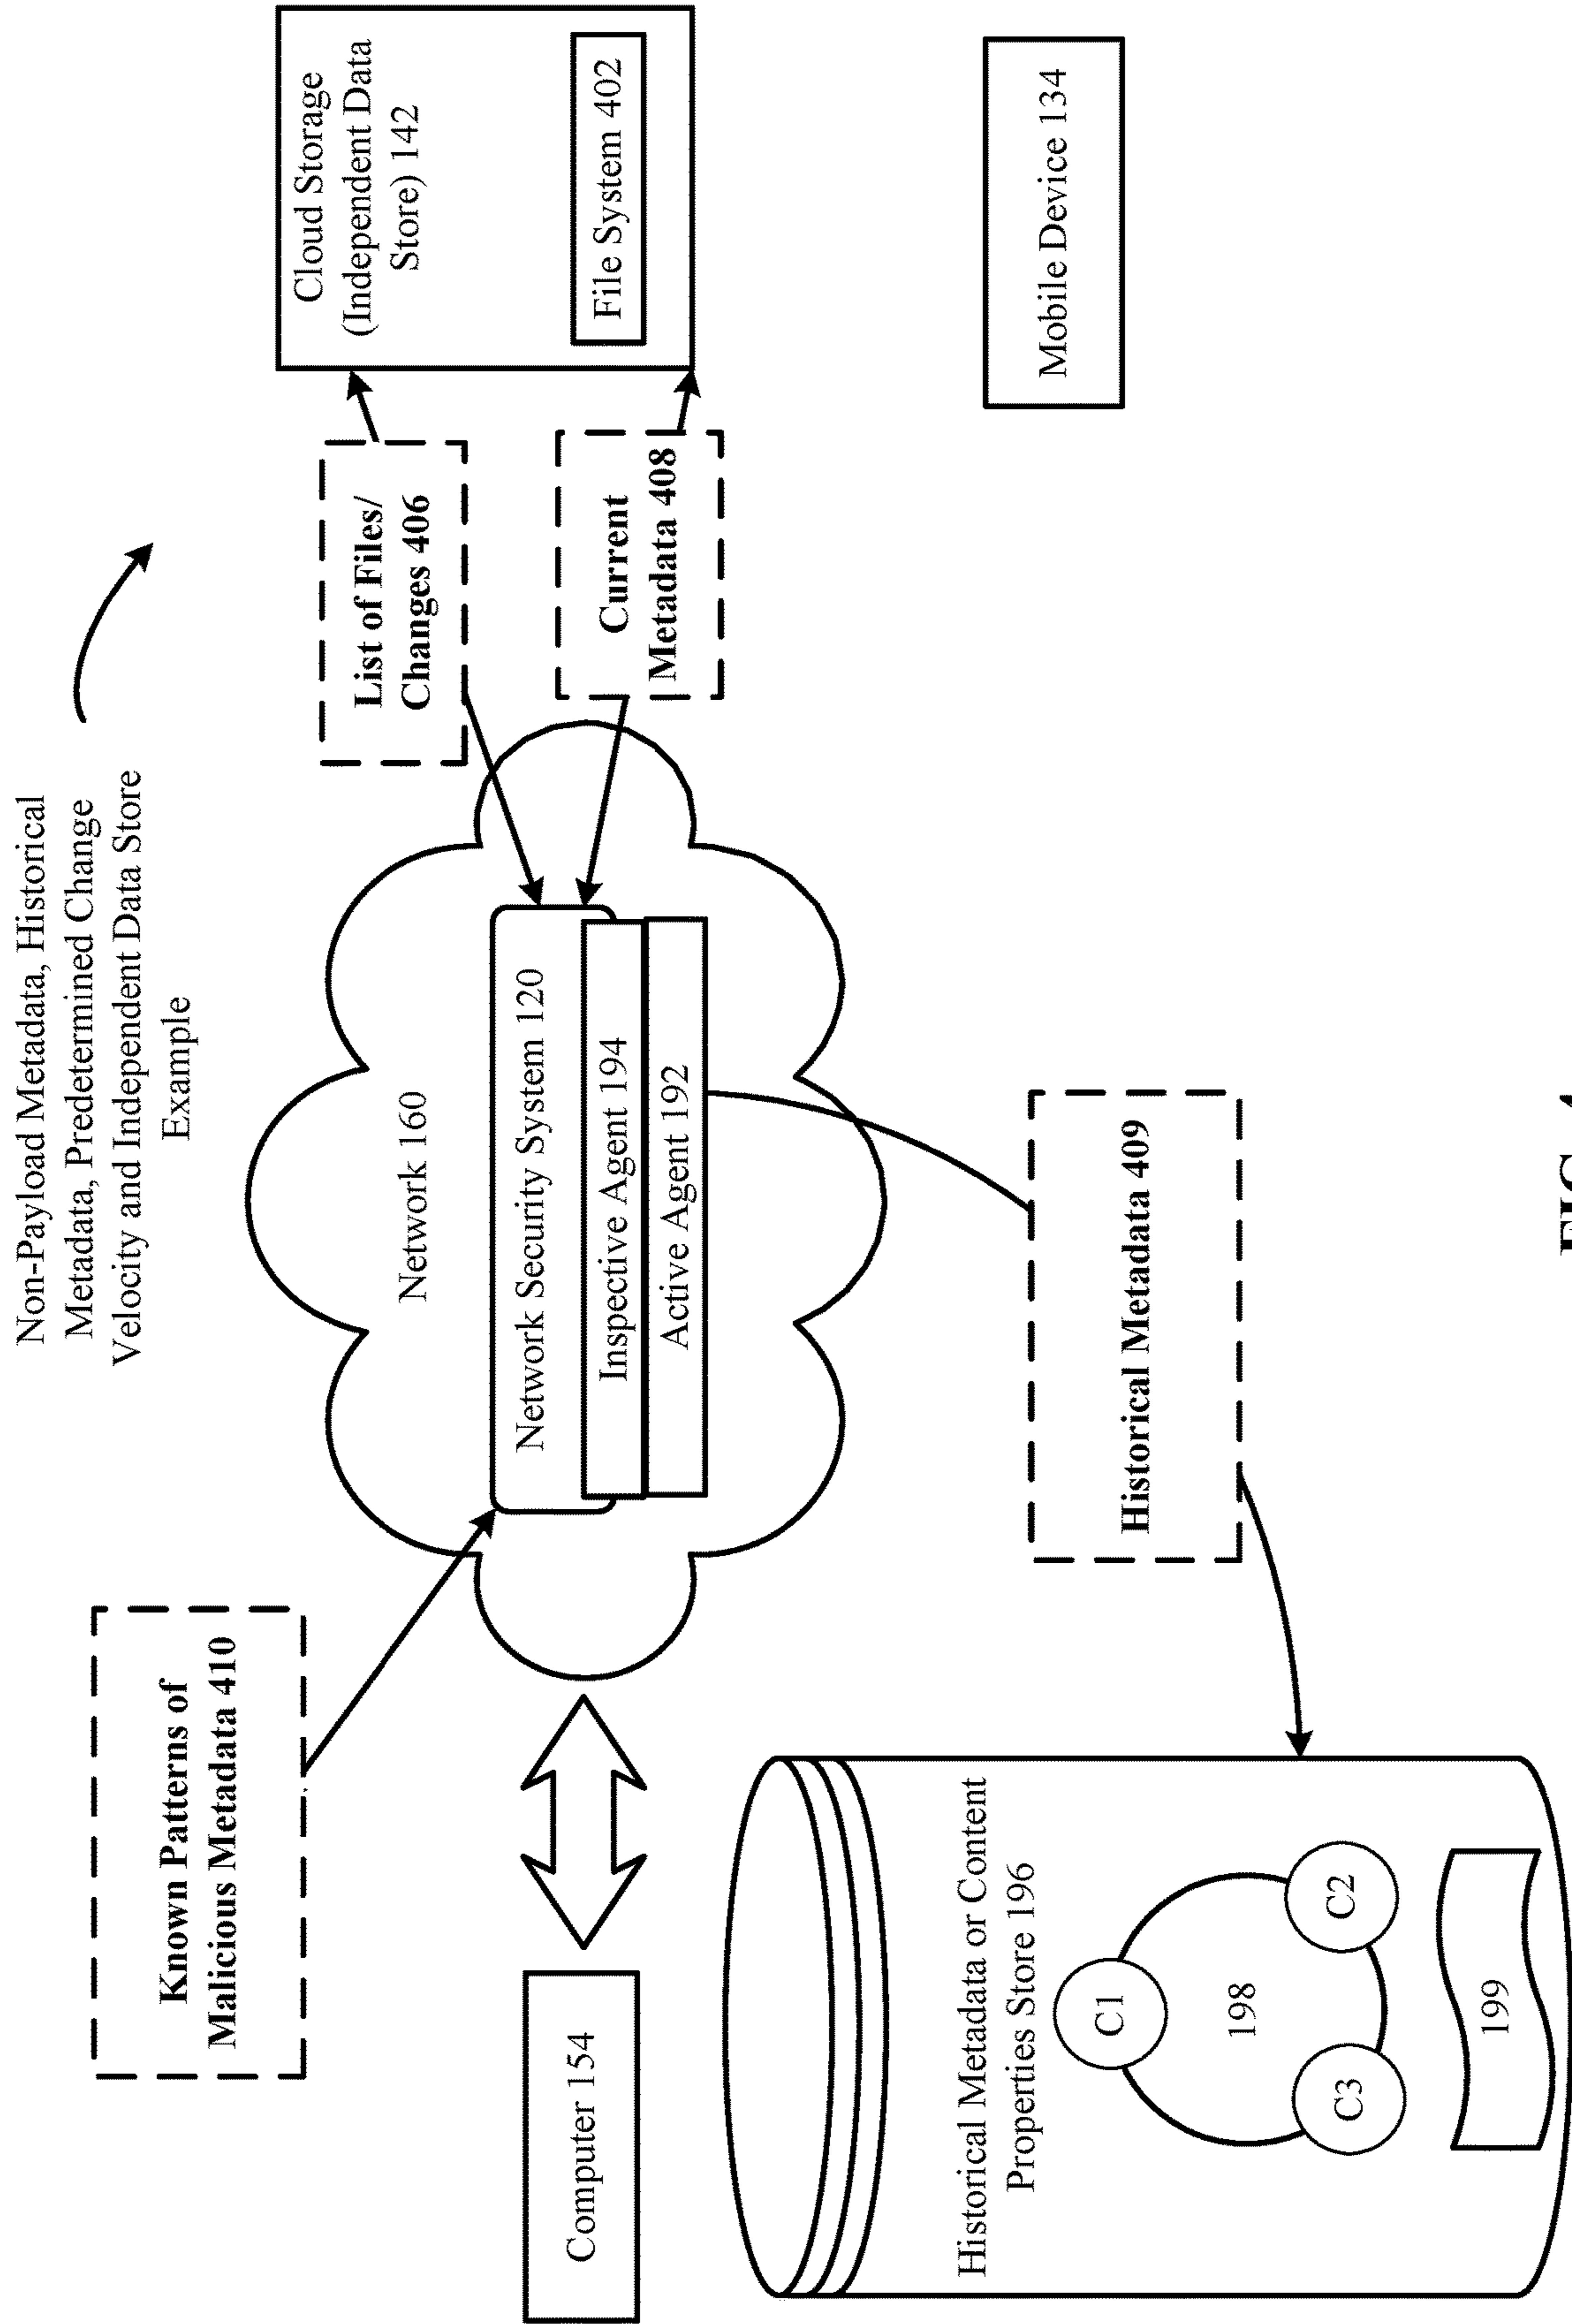 Non-Payload Metadata, Historical
Metadata, Predetermined Change
Velocity and Independent Data Store
Example
Known Patterns of
Malicious Metadata 410
Network 160
Network Security System 120
Inspective Agent 194
Active Agent 192
List of Files/
Changes 406
Current
Metadata 408
Cloud Storage
(Independent Data
Store) 142
File System 402
Computer 154
Mobile Device 134
Historical Metadata 409
Historical Metadata or Content
Properties Store 196
C1
198
C3
C2
199